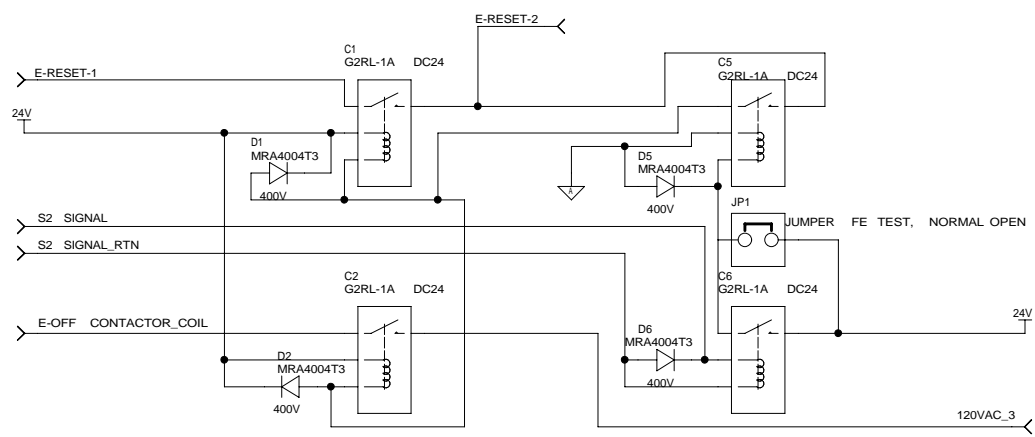 E-RESET-2
C1
G2RL-1A DC24
C5
G2RL-1A DC24
E-RESET-1
24V
D1
MRA4004T3
400V
D5
MRA4004T3
400V
A
JP1
JUMPER FE TEST, NORMAL OPEN
S2 SIGNAL
S2 SIGNAL_RTN
C2
G2RL-1A DC24
C6
G2RL-1A DC24
E-OFF CONTACTOR_COIL
24V
D6
MRA4004T3
400V
D2
MRA4004T3
400V
120VAC_3